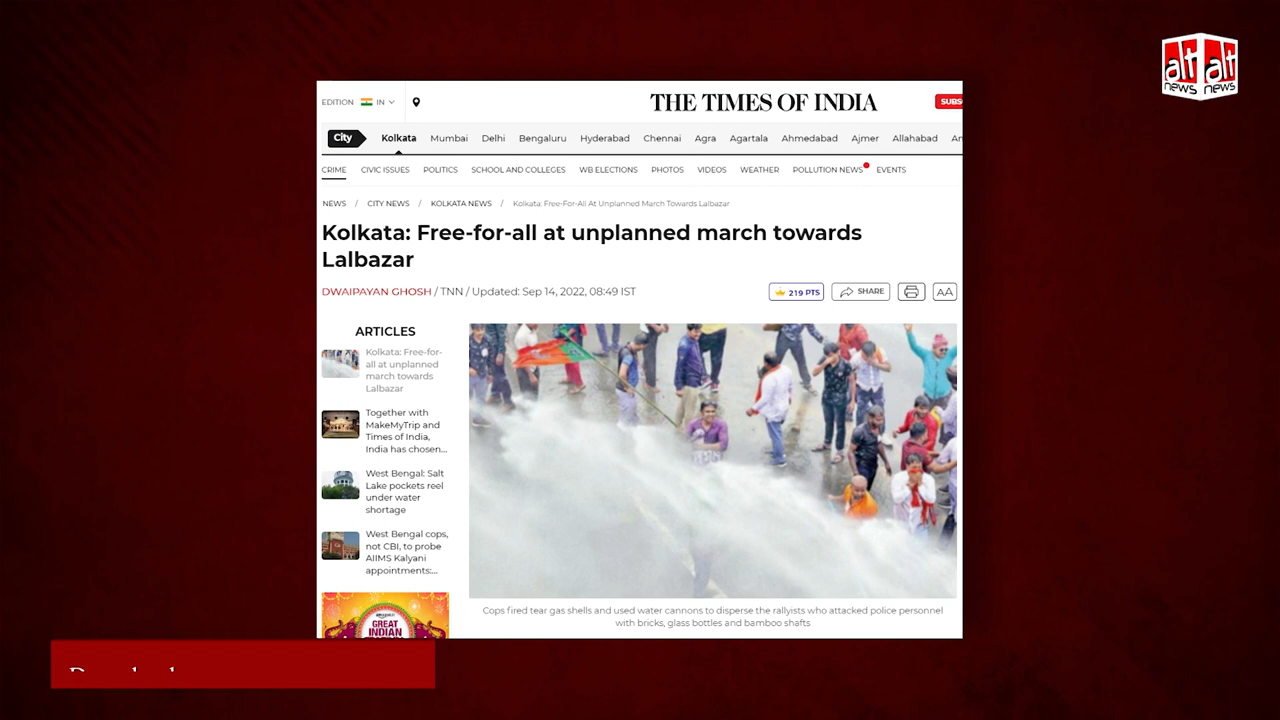 alt alt
news news
EDITION IN
THE TIMES OF INDIA
SUBS
City Kolkata Mumbai Delhi Bengaluru Hyderabad Chennai Agra Agartala Ahmedabad Ajmer Allahabad
CRIME CIVIC ISSUES POLITICS SCHOOL AND COLLEGES WB ELECTIONS PHOTOS VIDEOS WEATHER POLLUTION NEWS EVENTS
NEWS / CITY NEWS / KOLKATA NEWS / Kolkata: Free-For-All At Unplanned March Towards Lalbazar
Kolkata: Free-for-all at unplanned march towards
Lalbazar
DWAIPAYAN GHOSH / TNN / Updated: Sep 14, 2022, 08:49 IST
219 PTS SHARE AA
ARTICLES
Kolkata: Free-for-
all at unplanned
march towards
Lalbazar
Together with
MakeMyTrip and
Times of India,
India has chosen...
West Bengal: Salt
Lake pockets reel
under water
shortage
West Bengal cops,
not CBI, to probe
AIIMS Kalyani
appointments:...
GREAT
INDIAN
Cops fired tear gas shells and used water cannons to disperse the rallyists who attacked police personnel
with bricks, glass bottles and bamboo shafts